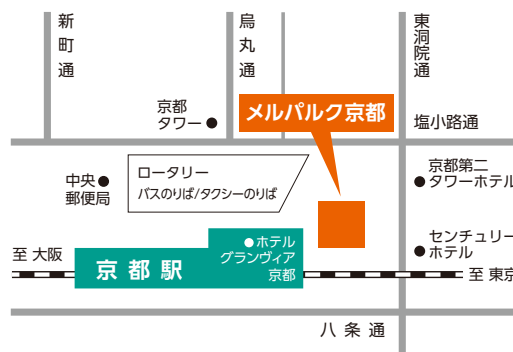 新町通
烏丸通
東洞院通
京都
タワー
メルパルク京都
塩小路通
ロータリー
バスのりば/タクシーのりば
中央
郵便局
京都第二
タワーホテル
ホテル
グランヴィア
京都
センチュリー
ホテル
至 大阪
京都駅
至 東京
八条通